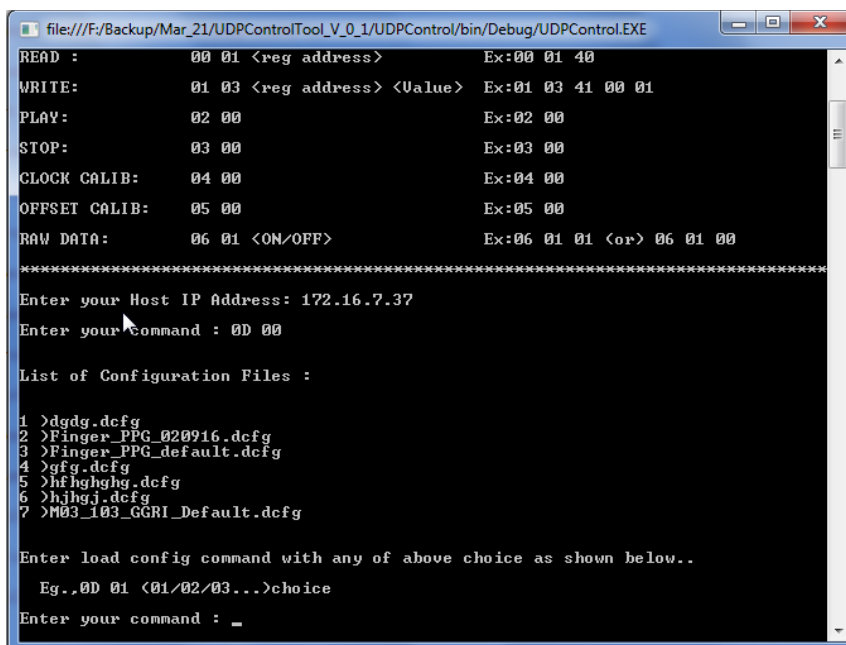 file:///F:/Backup/Mar_21/UDPControlTool_V_0_1/UDPControl/bin/Debug/UDPControl.EXE
READ : 00 01 <reg address> Ex:00 01 40
WRITE: 01 03 <reg address> <Value> Ex:01 03 41 00 01
PLAY: 02 00 Ex:02 00
STOP: 03 00 Ex:03 00
CLOCK CALIB: 04 00 Ex:04 00
OFFSET CALIB: 05 00 Ex:05 00
RAW DATA: 06 01 <ON/OFF> Ex:06 01 01 (or) 06 01 00
********************************************************************************
Enter your Host IP Address: 172.16.7.37
Enter your command : 0D 00
List of Configuration Files :
1 >dgdg.dcfg
2 >Finger_PPG_020916.dcfg
3 >Finger_PPG_default.dcfg
4 >gfg.dcfg
5 >hfhghghg.dcfg
6 >hjhgj.dcfg
7 >M03_103_GGRI_Default.dcfg
Enter load config command with any of above choice as shown below..
Eg.,0D 01 (01/02/03...)choice
Enter your command : _